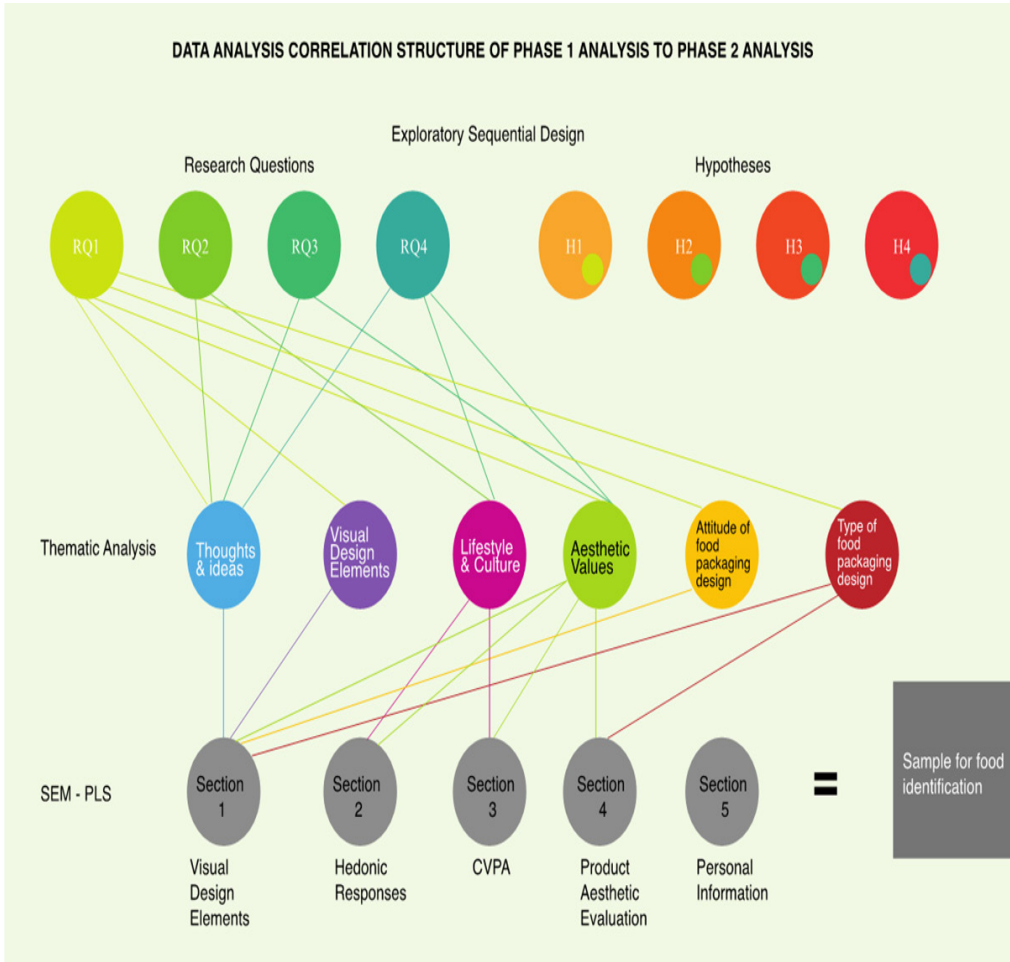 DATA ANALYSIS CORRELATION STRUCTURE OF PHASE 1 ANALYSIS TO PHASE 2 ANALYSIS
Exploratory Sequential Design
Research Questions
Hypotheses
RQ1
RQ2
RQ3
RQ4
H1
H2
H3
H4
Thematic Analysis
Thoughts
& ideas
Visual
Design
Elements
Lifestyle
& Culture
Aesthetic
Values
Attitude of
food
packaging
design
Type of
food
packaging
design
SEM - PLS
Section
1
Section
2
Section
3
Section
4
Section
5
=
Sample for food
identification
Visual
Design
Elements
Hedonic
Responses
CVPA
Product
Aesthetic
Evaluation
Personal
Information